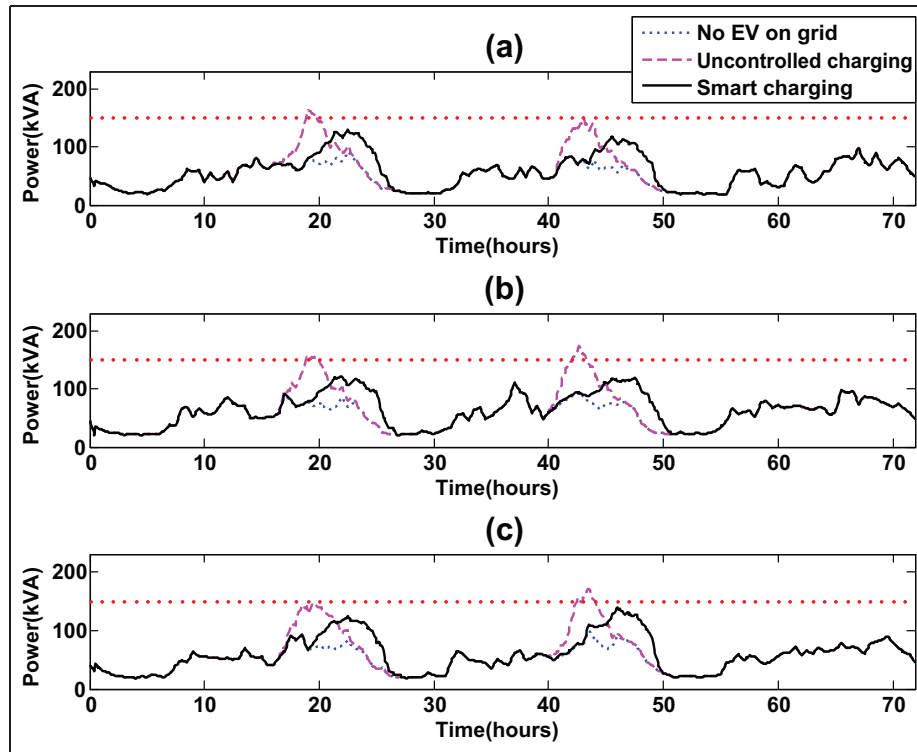 (a)
No EV on grid
Uncontrolled charging
Smart charging
Power(kVA)
200
100
0
0 10 20 30 40 50 60 70
Time(hours)
(b)
Power(kVA)
200
100
0
0 10 20 30 40 50 60 70
Time(hours)
(c)
Power(kVA)
200
100
0
0 10 20 30 40 50 60 70
Time(hours)